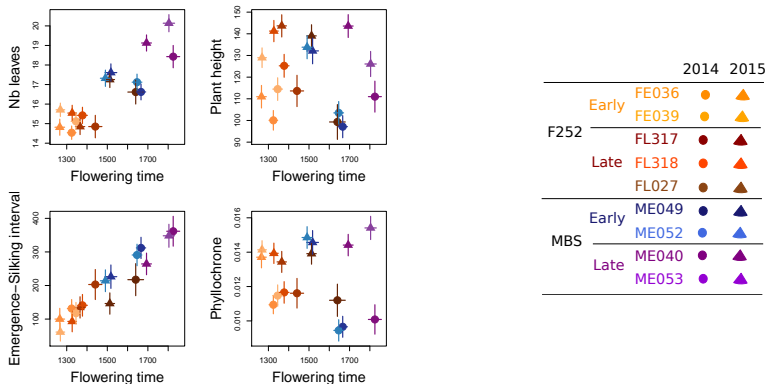 Nb leaves
20
19
18
17
16
15
14
1300 1500 1700
Flowering time
Plant height
150
140
130
120
110
100
90
1300 1500 1700
Flowering time
Emergence−Silking interval
400
300
200
100
1300 1500 1700
Flowering time
Phyllochrone
0.016
0.014
0.012
0.010
1300 1500 1700
Flowering time
2014 2015
F252
Early
FE036
FE039
Late
FL317
FL318
FL027
MBS
Early
ME049
ME052
Late
ME040
ME053